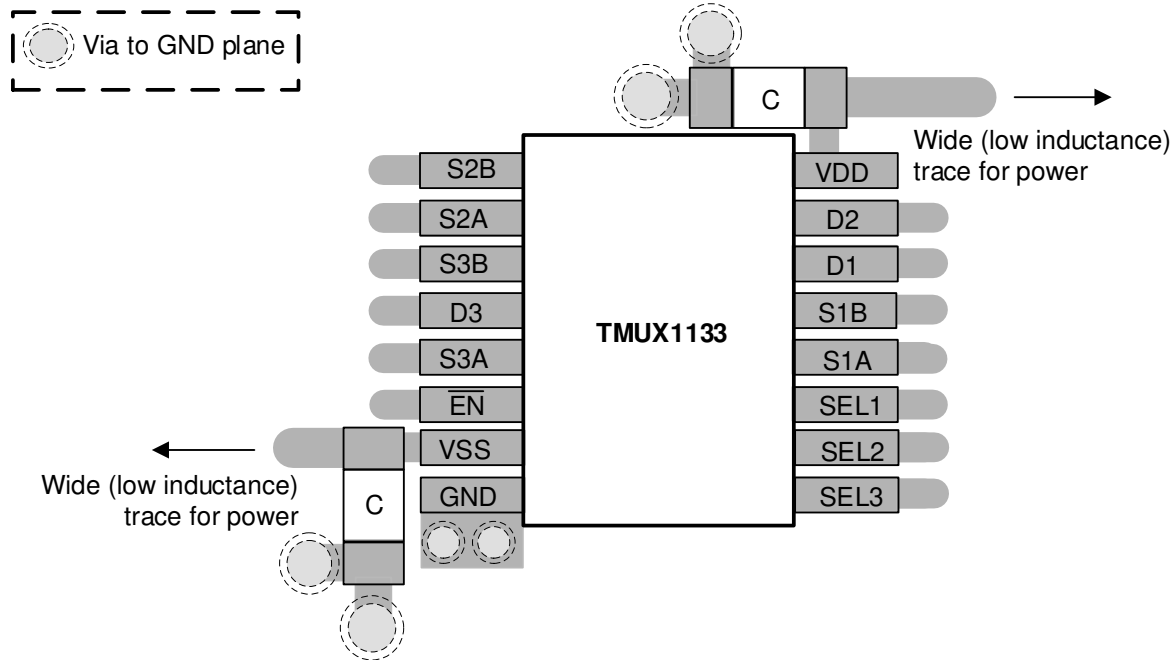 Via to GND plane
C
Wide (low inductance)
trace for power
S2B
S2A
S3B
D3
S3A
E̅N̅
VSS
GND
TMUX1133
VDD
D2
D1
S1B
S1A
SEL1
SEL2
SEL3
Wide (low inductance)
trace for power
C